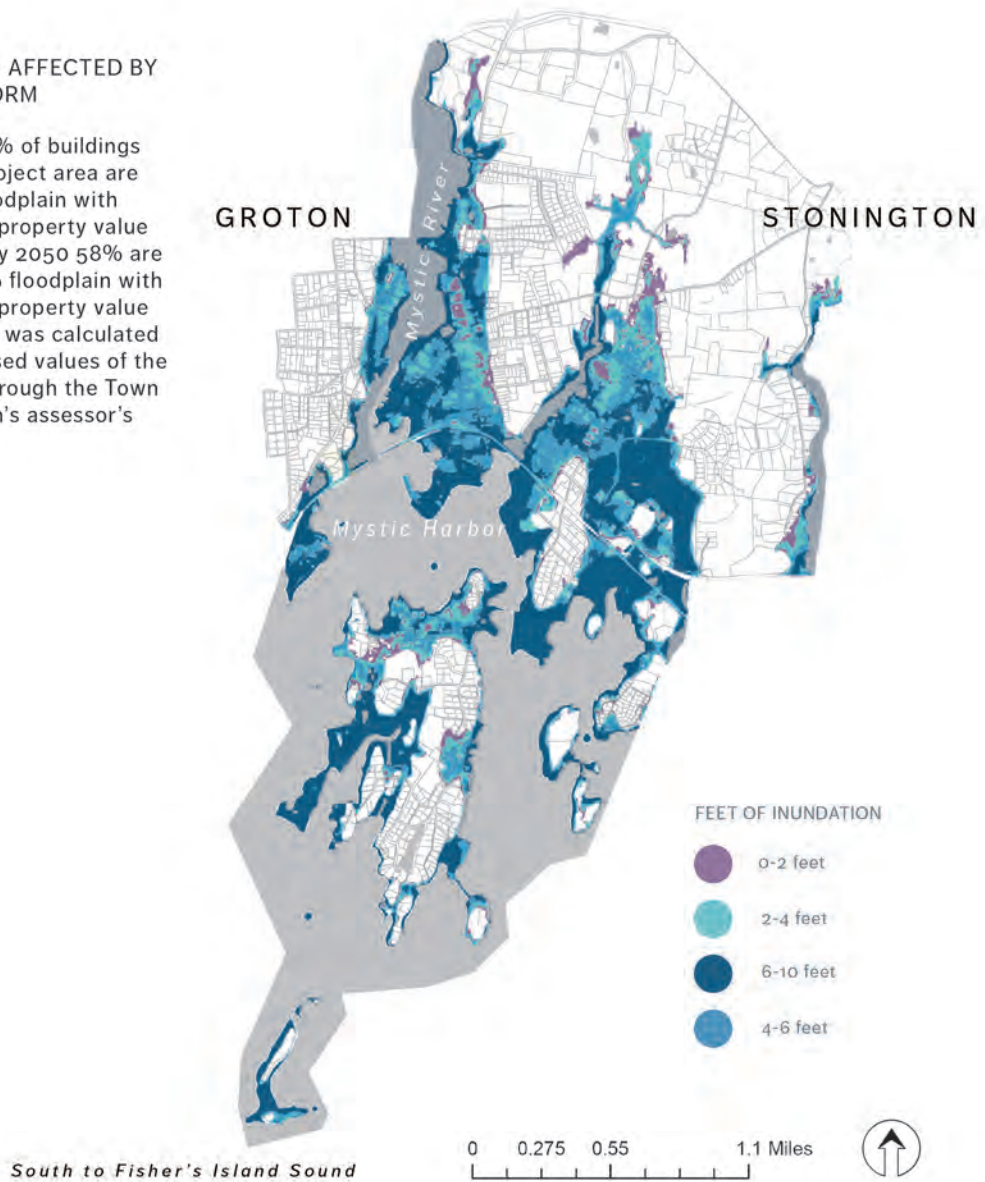 AFFECTED BY
ORM
% of buildings
oject area are
odplain with
property value
y 2050 58% are
floodplain with
property value
was calculated
sed values of the
rough the Town
n's assessor's
GROTON
STONINGTON
Mystic River
Mystic Harbor
FEET OF INUNDATION
0-2 feet
2-4 feet
6-10 feet
4-6 feet
0 0.275 0.55 1.1 Miles
South to Fisher's Island Sound